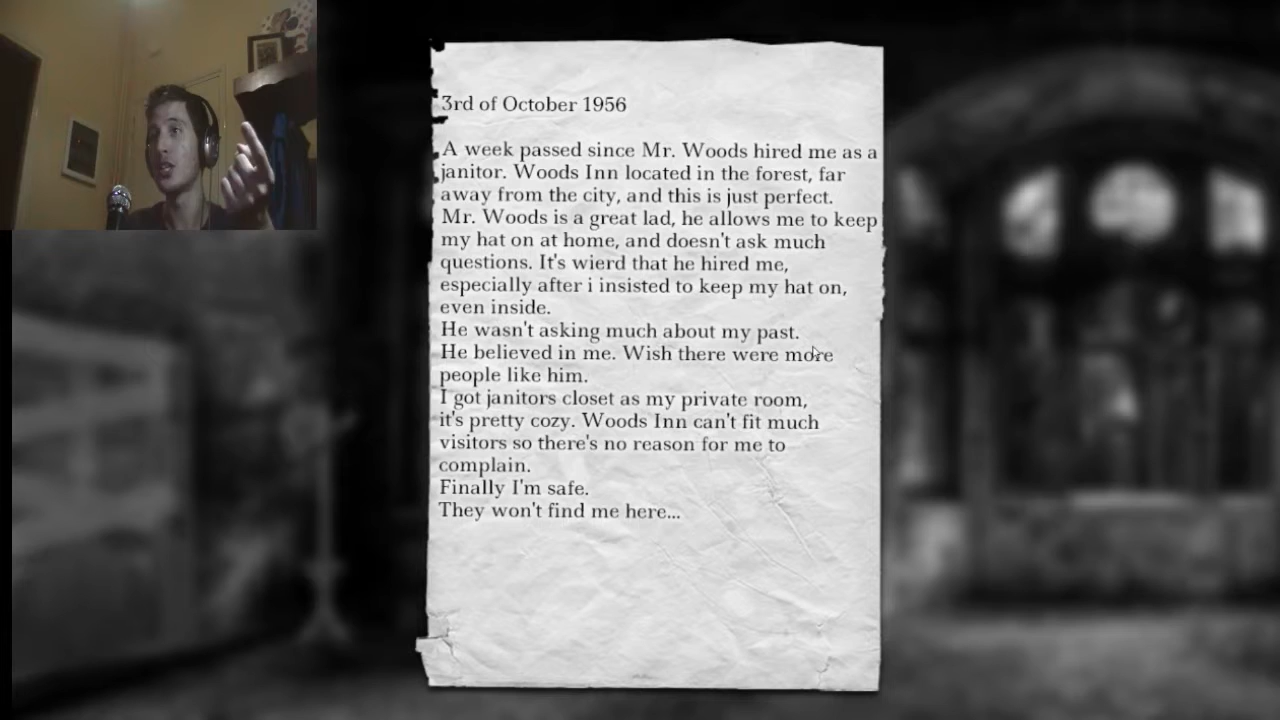 3rd of October 1956
A week passed since Mr. Woods hired me as a
janitor. Woods Inn located in the forest, far
away from the city, and this is just perfect.
Mr. Woods is a great lad, he allows me to keep
my hat on at home, and doesn't ask much
questions. It's wierd that he hired me,
especially after i insisted to keep my hat on,
even inside.
He wasn't asking much about my past.
He believed in me. Wish there were more
people like him.
I got janitors closet as my private room,
it's pretty cozy. Woods Inn can't fit much
visitors so there's no reason for me to
complain.
Finally I'm safe.
They won't find me here...